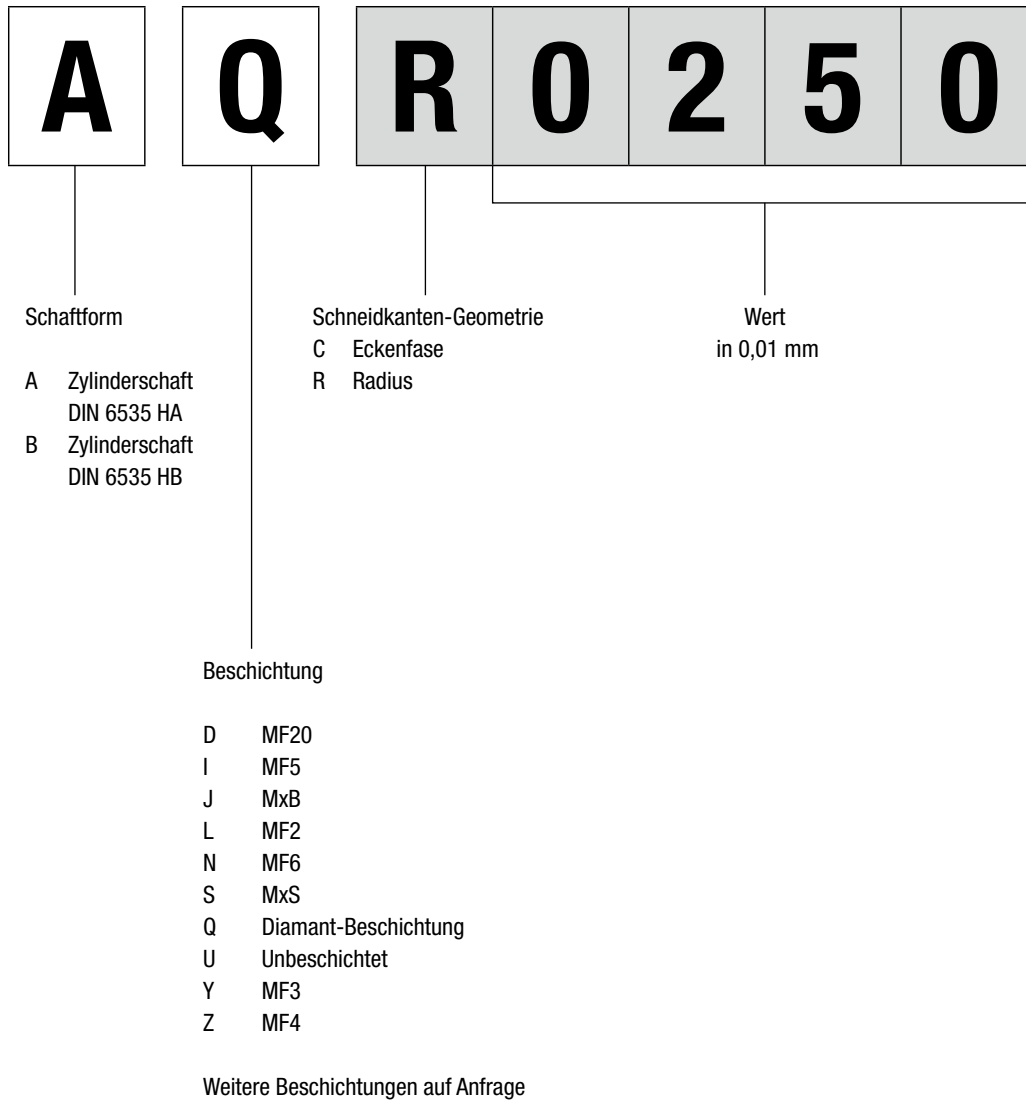 A Q R 0 2 5 0
Schaftform
A Zylinderschaft
DIN 6535 HA
B Zylinderschaft
DIN 6535 HB
Schneidkanten-Geometrie
C Eckenfase
R Radius
Wert
in 0,01 mm
Beschichtung
D MF20
I MF5
J MxB
L MF2
N MF6
S MxS
Q Diamant-Beschichtung
U Unbeschichtet
Y MF3
Z MF4
Weitere Beschichtungen auf Anfrage